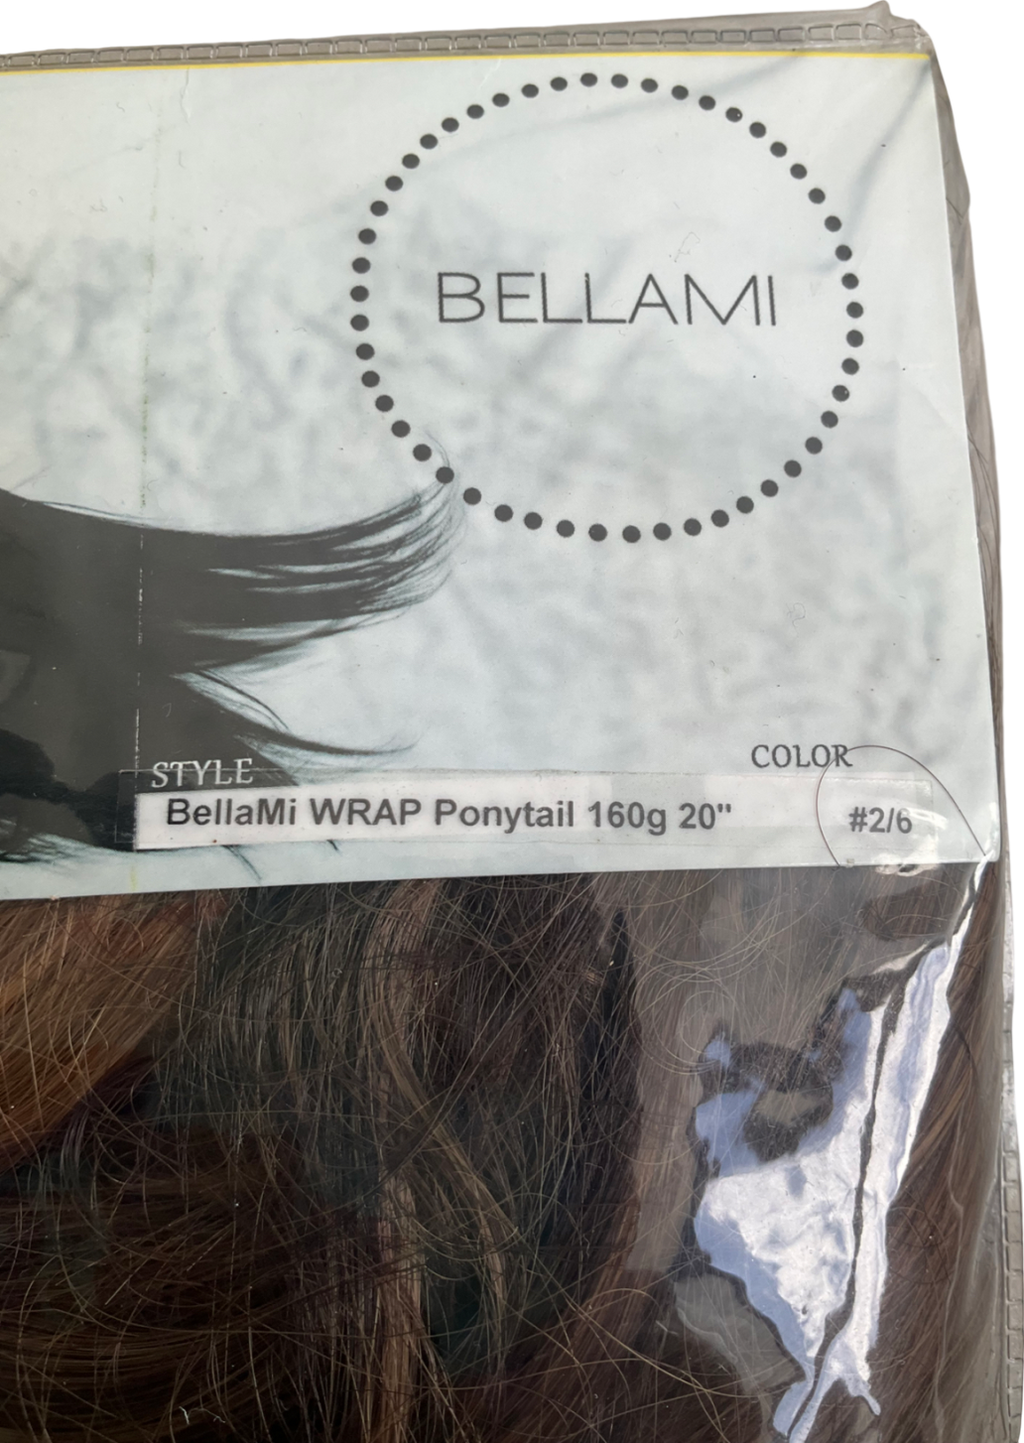 BELLAMI
STYLE
COLOR
BellaMi WRAP Ponytail 160g 20"
#2/6